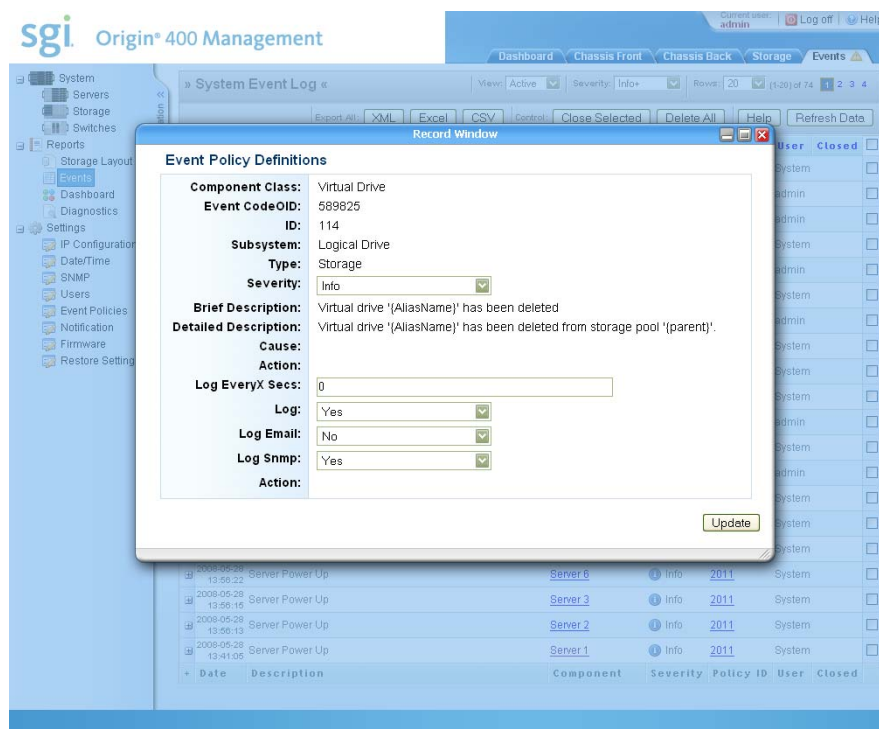 sgi Origin® 400 Management
Current user: admin
Log off
Help
Dashboard
Chassis Front
Chassis Back
Storage
Events
System
Servers
Storage
Switches
Reports
Storage Layout
Events
Dashboard
Diagnostics
Settings
IP Configuration
Date/Time
SNMP
Users
Event Policies
Notification
Firmware
Restore Setting
» System Event Log «
View: Active Severity: Info+ Rows: 20 (1-20) of 74 1 2 3 4
Export All: XML Excel CSV Control: Close Selected Delete All Help Refresh Data
Record Window
Event Policy Definitions
Component Class: Virtual Drive
Event CodeOID: 589825
ID: 114
Subsystem: Logical Drive
Type: Storage
Severity: Info
Brief Description: Virtual drive '{AliasName}' has been deleted
Detailed Description: Virtual drive '{AliasName}' has been deleted from storage pool '{parent}'.
Cause:
Action:
Log EveryX Secs: 0
Log: Yes
Log Email: No
Log Snmp: Yes
Action:
Update
User Closed
System
admin
admin
System
admin
System
admin
System
System
System
admin
System
admin
System
System
System
2008-05-28 13:56:22 Server Power Up Server 6 Info 2011 System
2008-05-28 13:56:15 Server Power Up Server 3 Info 2011 System
2008-05-28 13:56:13 Server Power Up Server 2 Info 2011 System
2008-05-28 13:41:05 Server Power Up Server 1 Info 2011 System
+ Date Description Component Severity Policy ID User Closed